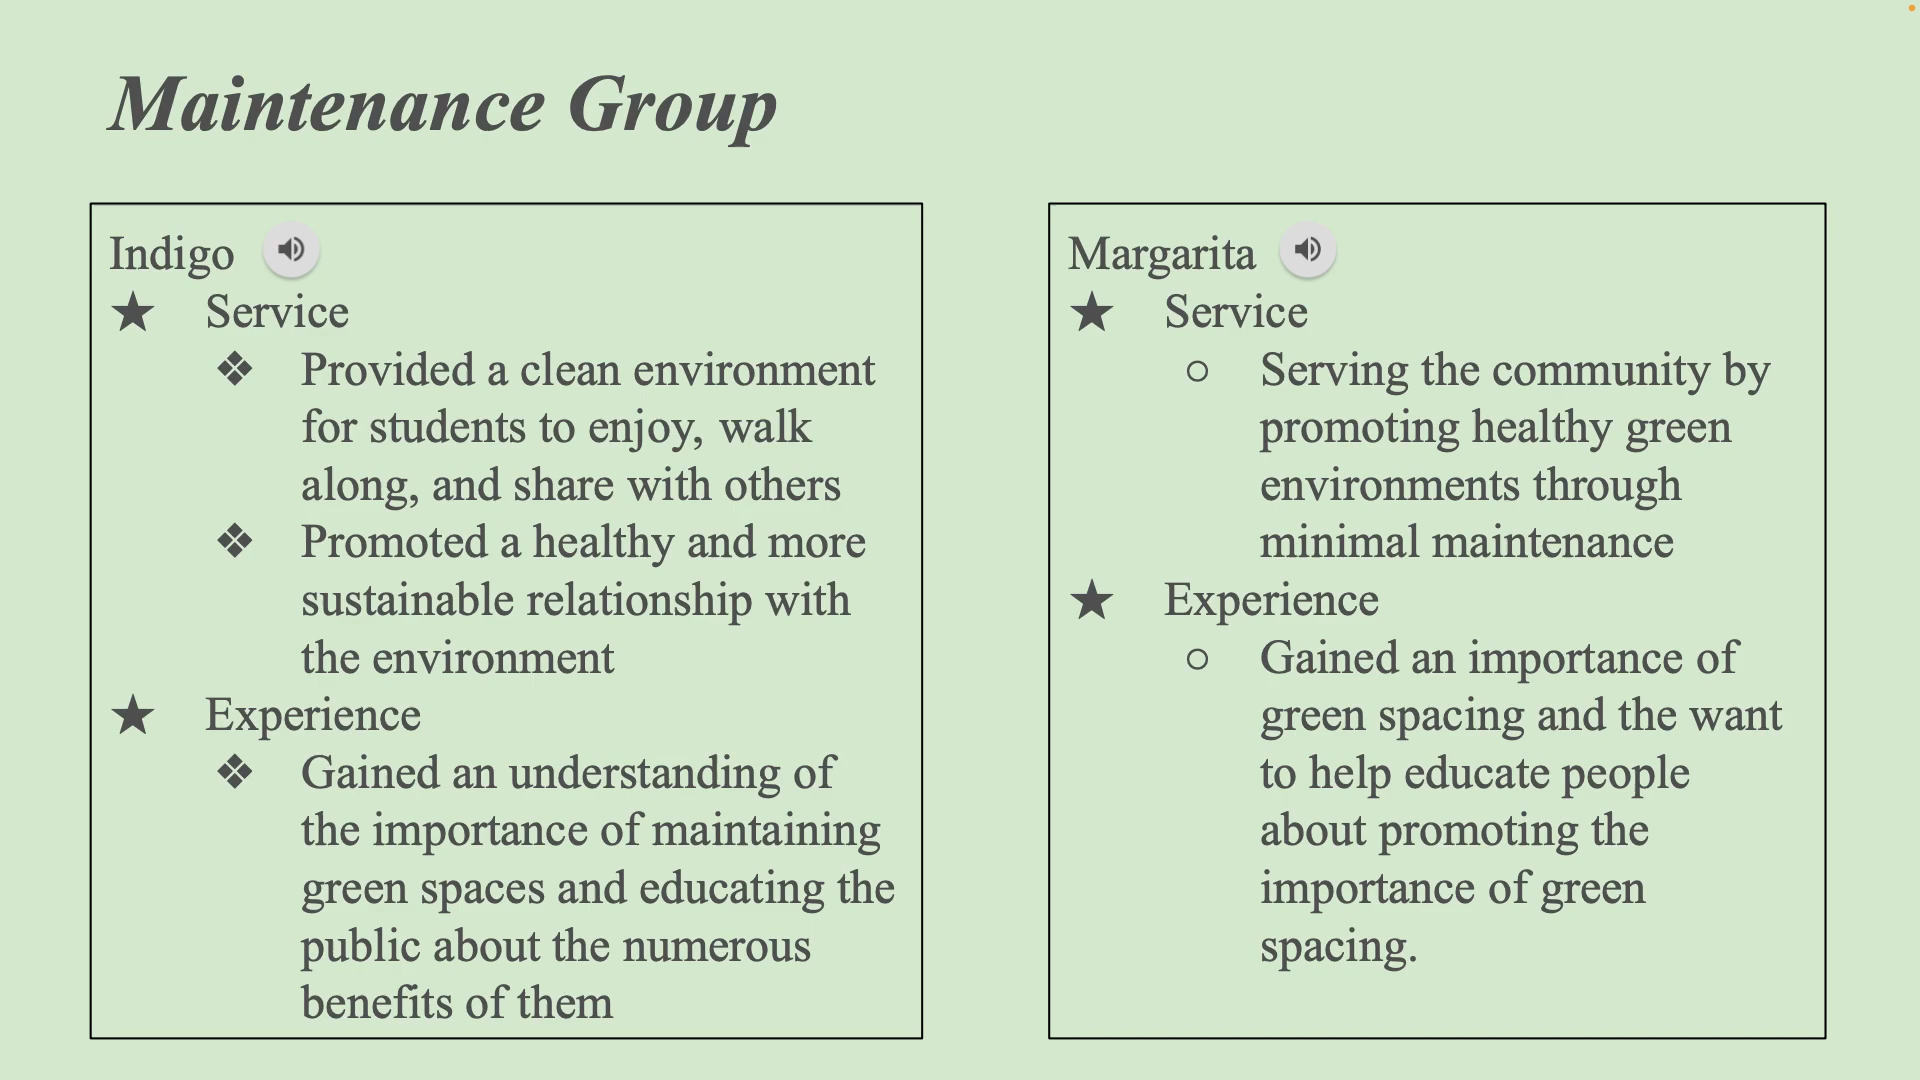 Maintenance Group
Indigo
★ Service
❖ Provided a clean environment
for students to enjoy, walk
along, and share with others
❖ Promoted a healthy and more
sustainable relationship with
the environment
★ Experience
❖ Gained an understanding of
the importance of maintaining
green spaces and educating the
public about the numerous
benefits of them
Margarita
★ Service
○ Serving the community by
promoting healthy green
environments through
minimal maintenance
★ Experience
○ Gained an importance of
green spacing and the want
to help educate people
about promoting the
importance of green
spacing.